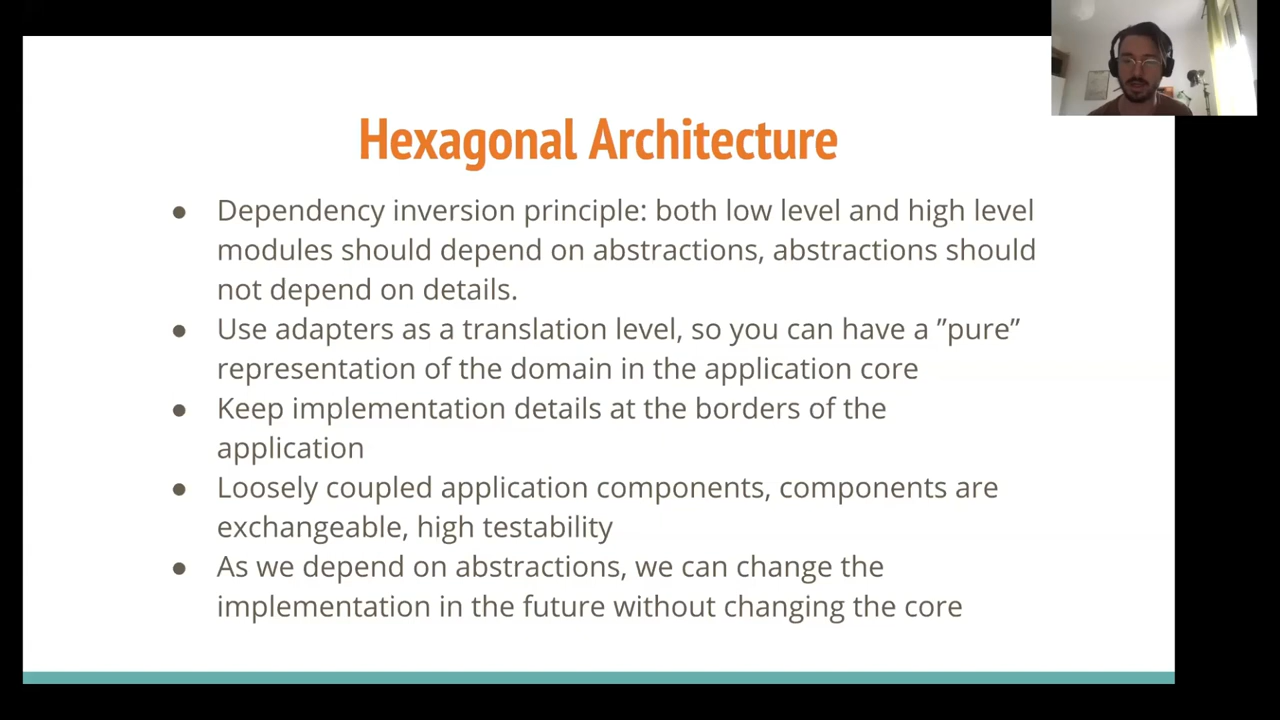 Hexagonal Architecture
● Dependency inversion principle: both low level and high level
modules should depend on abstractions, abstractions should
not depend on details.
● Use adapters as a translation level, so you can have a ”pure”
representation of the domain in the application core
● Keep implementation details at the borders of the
application
● Loosely coupled application components, components are
exchangeable, high testability
● As we depend on abstractions, we can change the
implementation in the future without changing the core